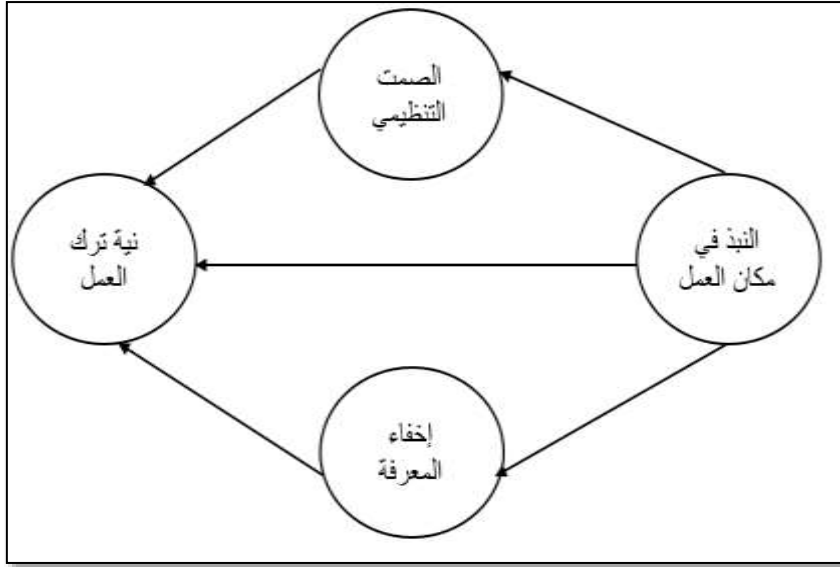 الصمت
التنظيمي
النبذ في
مكان العمل
نية ترك
العمل
إخفاء
المعرفة